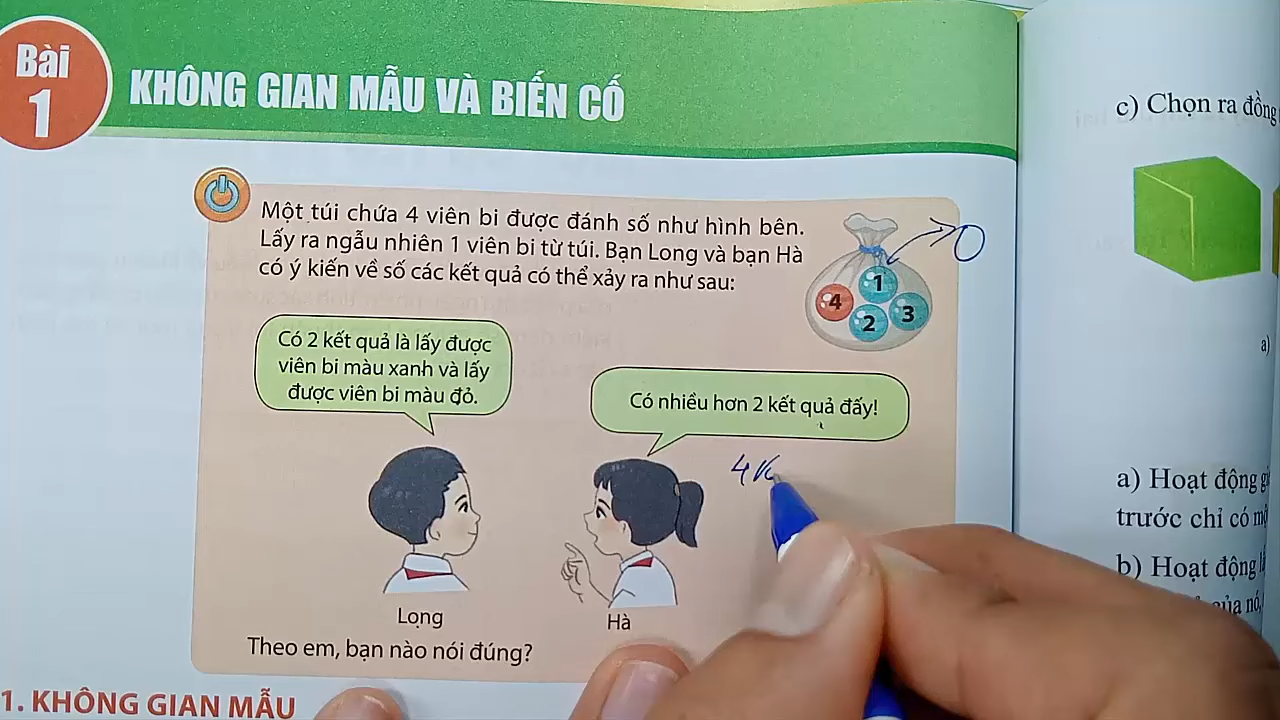 Bài
1
KHÔNG GIAN MẪU VÀ BIẾN CỐ
Một túi chứa 4 viên bi được đánh số như hình bên.
Lấy ra ngẫu nhiên 1 viên bi từ túi. Bạn Long và bạn Hà
có ý kiến về số các kết quả có thể xảy ra như sau:
4
1
2
3
Có 2 kết quả là lấy được
viên bi màu xanh và lấy
được viên bi màu đỏ.
Có nhiều hơn 2 kết quả đấy!
4 K
Long
Hà
Theo em, bạn nào nói đúng?
1. KHÔNG GIAN MẪU
c) Chọn ra đồng
a)
a) Hoạt động
trước chỉ có
b) Hoạt động
của nó,